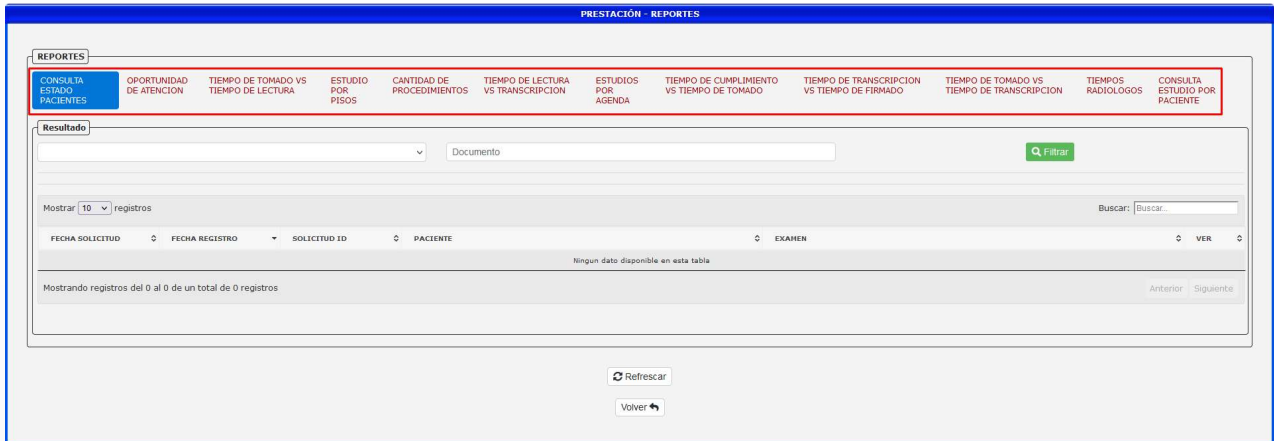 PRESTACIÓN - REPORTES
REPORTES
CONSULTA ESTADO PACIENTES
OPORTUNIDAD DE ATENCION
TIEMPO DE TOMADO VS TIEMPO DE LECTURA
ESTUDIO POR PISOS
CANTIDAD DE PROCEDIMIENTOS
TIEMPO DE LECTURA VS TRANSCRIPCION
ESTUDIOS POR AGENDA
TIEMPO DE CUMPLIMIENTO VS TIEMPO DE TOMADO
TIEMPO DE TRANSCRIPCION VS TIEMPO DE FIRMADO
TIEMPO DE TOMADO VS TIEMPO DE TRANSCRIPCION
TIEMPOS RADIOLOGOS
CONSULTA ESTUDIO POR PACIENTE
Resultado
Documento
Filtrar
Mostrar 10 registros
Buscar: Buscar...
FECHA SOLICITUD FECHA REGISTRO SOLICITUD ID PACIENTE EXAMEN VER
Ningun dato disponible en esta tabla
Mostrando registros del 0 al 0 de un total de 0 registros
Anterior Siguiente
Refrescar
Volver